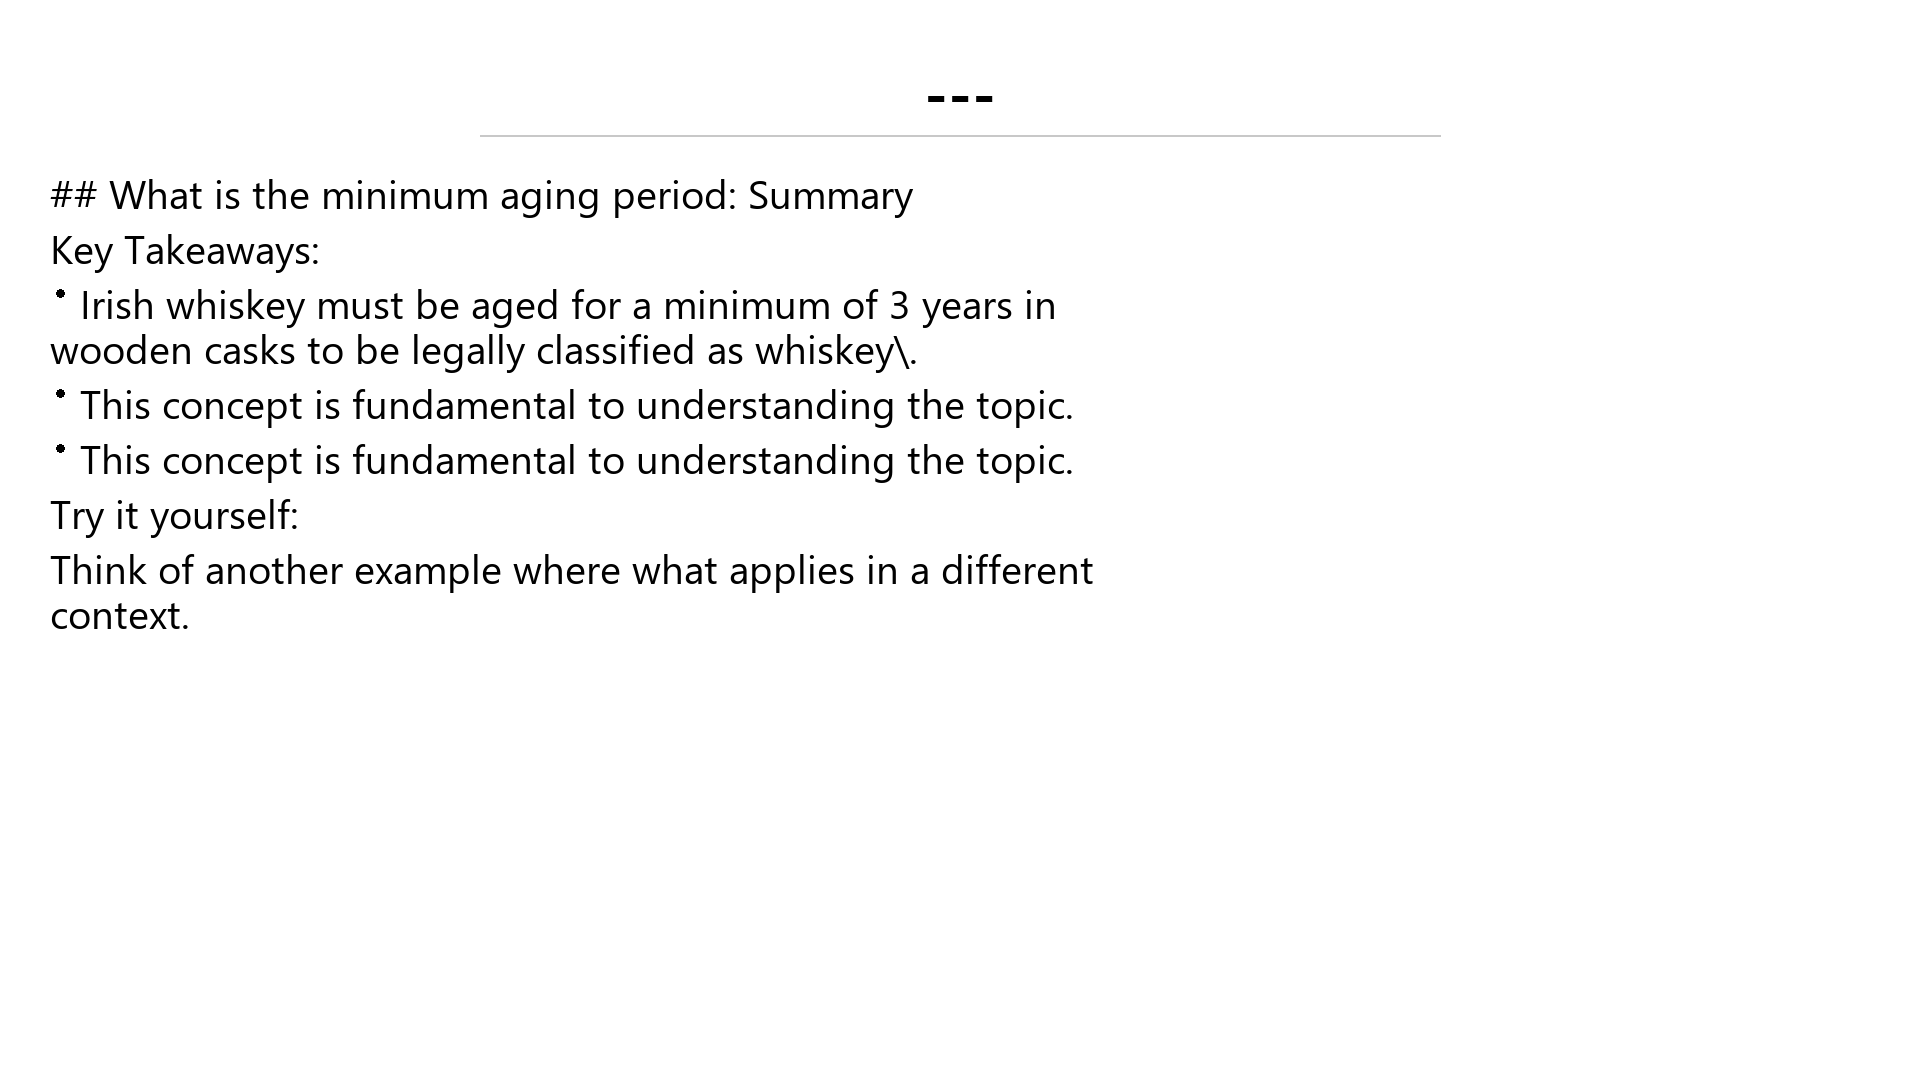 ---
## What is the minimum aging period: Summary
Key Takeaways:
• Irish whiskey must be aged for a minimum of 3 years in
wooden casks to be legally classified as whiskey\.
• This concept is fundamental to understanding the topic.
• This concept is fundamental to understanding the topic.
Try it yourself:
Think of another example where what applies in a different
context.